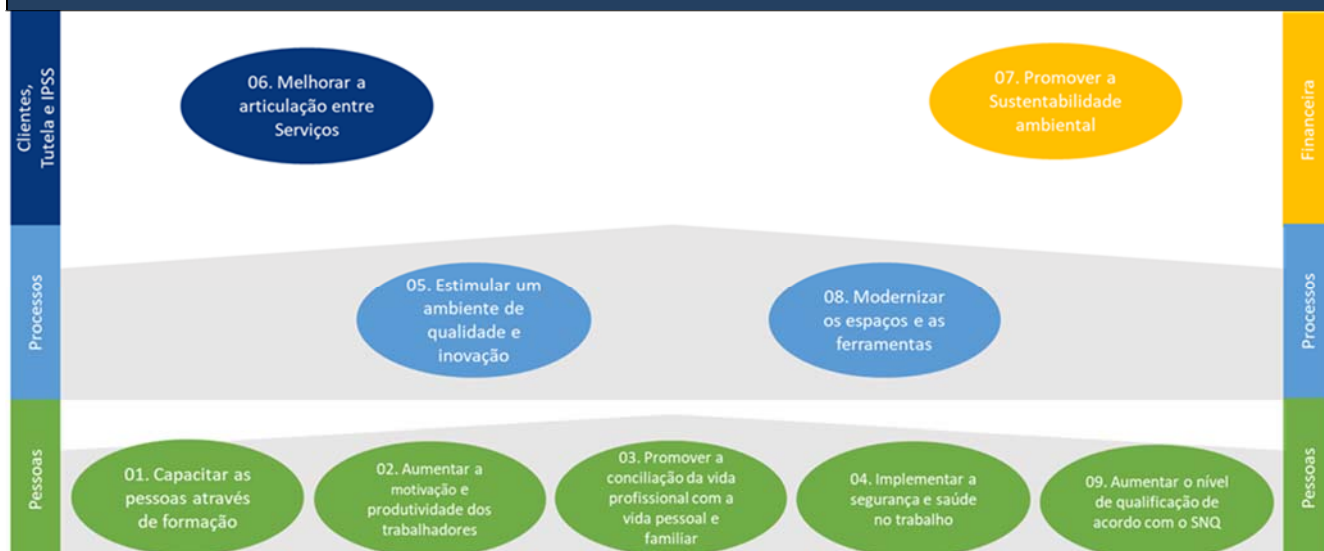 Clientes,
Tutela e IPSS
06. Melhorar a
articulação entre
Serviços
07. Promover a
Sustentabilidade
ambiental
Financeira
Processos
05. Estimular um
ambiente de
qualidade e
inovação
08. Modernizar
os espaços e as
ferramentas
Processos
Pessoas
01. Capacitar as
pessoas através
de formação
02. Aumentar a
motivação e
produtividade dos
trabalhadores
03. Promover a
conciliação da vida
profissional com a
vida pessoal e
familiar
04. Implementar a
segurança e saúde
no trabalho
09. Aumentar o nível
de qualificação de
acordo com o SNQ
Pessoas